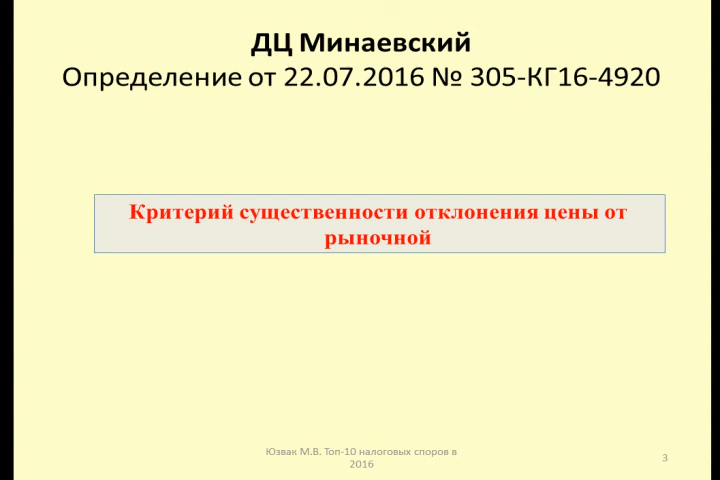 ДЦ Минаевский
Определение от 22.07.2016 № 305-КГ16-4920
Критерий существенности отклонения цены от
рыночной
Юзвак М.В. Топ-10 налоговых споров в
2016
3